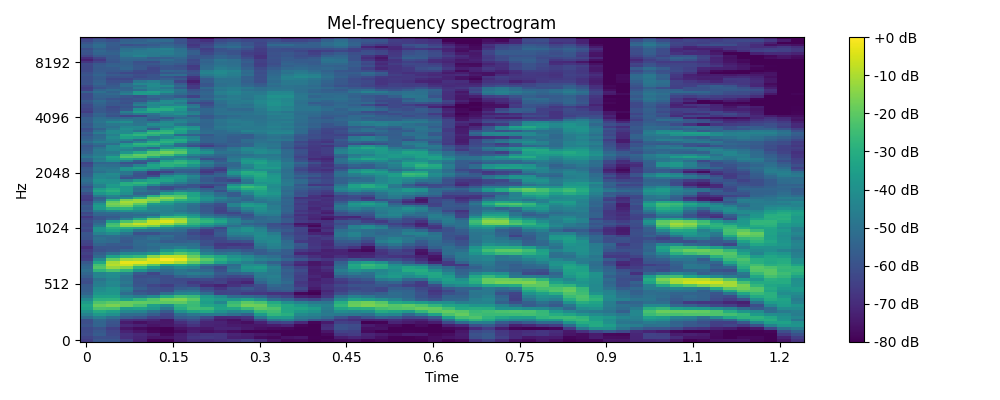 Mel-frequency spectrogram
8192
4096
2048
1024
512
0
Hz
0 0.15 0.3 0.45 0.6 0.75 0.9 1.1 1.2
Time
+0 dB
-10 dB
-20 dB
-30 dB
-40 dB
-50 dB
-60 dB
-70 dB
-80 dB